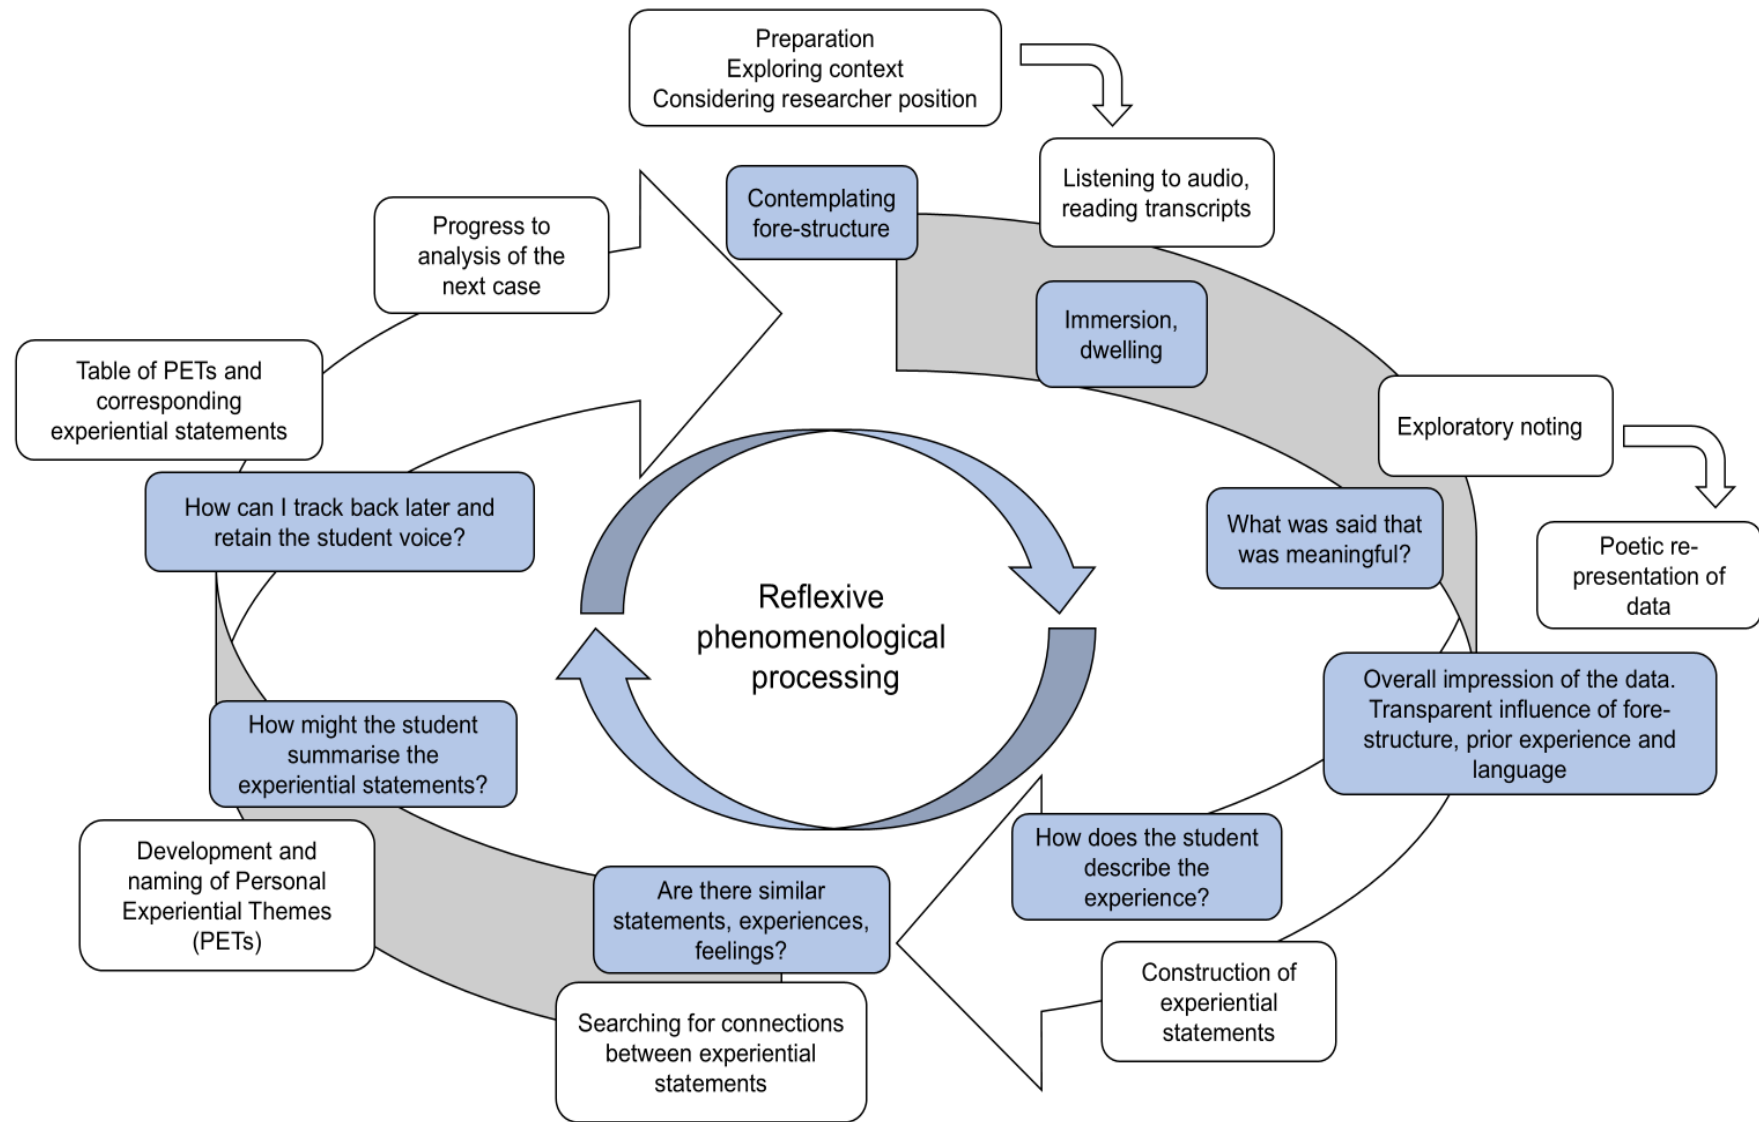 Preparation
Exploring context
Considering researcher position
Listening to audio,
reading transcripts
Contemplating
fore-structure
Immersion,
dwelling
Exploratory noting
What was said that
was meaningful?
Poetic re-
presentation of
data
Overall impression of the data.
Transparent influence of fore-
structure, prior experience and
language
How does the student
describe the
experience?
Construction of
experiential
statements
Are there similar
statements, experiences,
feelings?
Searching for connections
between experiential
statements
How might the student
summarise the
experiential statements?
Development and
naming of Personal
Experiential Themes
(PETs)
How can I track back later and
retain the student voice?
Table of PETs and
corresponding
experiential statements
Progress to
analysis of the
next case
Reflexive
phenomenological
processing